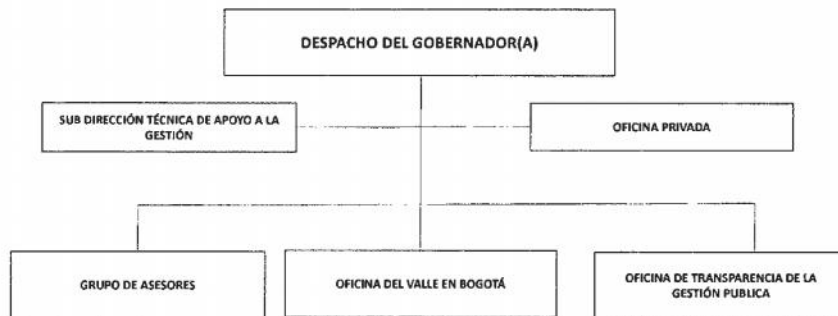 DESPACHO DEL GOBERNADOR(A)
SUB DIRECCIÓN TÉCNICA DE APOYO A LA
GESTIÓN
OFICINA PRIVADA
GRUPO DE ASESORES
OFICINA DEL VALLE EN BOGOTÁ
OFICINA DE TRANSPARENCIA DE LA
GESTIÓN PUBLICA